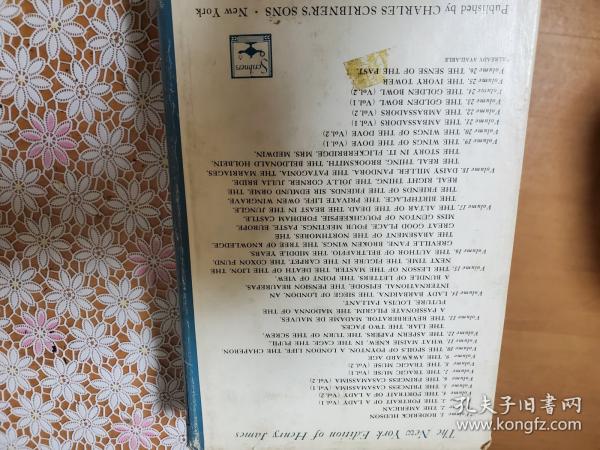 The New York Edition of Henry James
Volume 1. RODERICK HUDSON
Volume 2. THE AMERICAN
Volume 3. THE PORTRAIT OF A LADY (Vol.1)
Volume 4. THE PORTRAIT OF A LADY (Vol.2)
Volume 5. THE PRINCESS CASAMASSIMA (Vol.1)
Volume 6. THE PRINCESS CASAMASSIMA (Vol.2)
Volume 7. THE TRAGIC MUSE (Vol.1)
Volume 8. THE TRAGIC MUSE (Vol.2)
Volume 9. THE AWKWARD AGE
Volume 10. THE SPOILS OF POYNTON, A LONDON LIFE, THE CHAPERON
Volume 11. WHAT MAISIE KNEW, IN THE CAGE, THE PUPIL
Volume 12. THE ASPERN PAPERS, THE TURN OF THE SCREW,
THE LIAR, THE TWO FACES.
Volume 13. THE REVERBERATOR, MADAME DE MAUVES,
A PASSIONATE PILGRIM, THE MADONNA OF THE
FUTURE, LOUISA PALLANT.
Volume 14. LADY BARBARINA, THE SIEGE OF LONDON, AN
INTERNATIONAL EPISODE, THE PENSION BEAUREPAS,
A BUNDLE OF LETTERS, THE POINT OF VIEW.
Volume 15. THE LESSON OF THE MASTER, THE DEATH OF THE LION, THE
NEXT TIME, THE FIGURE IN THE CARPET, THE COXON FUND.
Volume 16. THE AUTHOR OF BELTRAFFIO, THE MIDDLE YEARS,
GREVILLE FANE, BROKEN WINGS, THE TREE OF KNOWLEDGE,
THE ABASEMENT OF THE NORTHMORES, THE
GREAT GOOD PLACE, FOUR MEETINGS, PASTE, EUROPE,
MISS GUNTON OF POUGHKEEPSIE, FORDHAM CASTLE.
Volume 17. THE ALTAR OF THE DEAD, THE BEAST IN THE JUNGLE, THE
BIRTHPLACE, THE PRIVATE LIFE, OWEN WINGRAVE,
THE FRIENDS OF THE FRIENDS, SIR EDMUND ORME, THE
REAL RIGHT THING, THE JOLLY CORNER, JULIA BRIDE.
Volume 18. DAISY MILLER, PANDORA, THE PATAGONIA, THE MARRIAGES,
THE REAL THING, BROOKSMITH, THE BELDONALD HOLBEIN,
THE STORY IN IT, FLICKERBRIDGE, MRS. MEDWIN.
Volume 19. THE WINGS OF THE DOVE (Vol.1)
Volume 20. THE WINGS OF THE DOVE (Vol.2)
Volume 21. THE AMBASSADORS (Vol.1)
Volume 22. THE AMBASSADORS (Vol.2)
Volume 23. THE GOLDEN BOWL (Vol.1)
Volume 24. THE GOLDEN BOWL (Vol.2)
Volume 25. THE IVORY TOWER
Volume 26. THE SENSE OF THE PAST.
ALREADY AVAILABLE
Scribners
Published by CHARLES SCRIBNER'S SONS · New York
孔夫子旧书网
book.kongfz.com